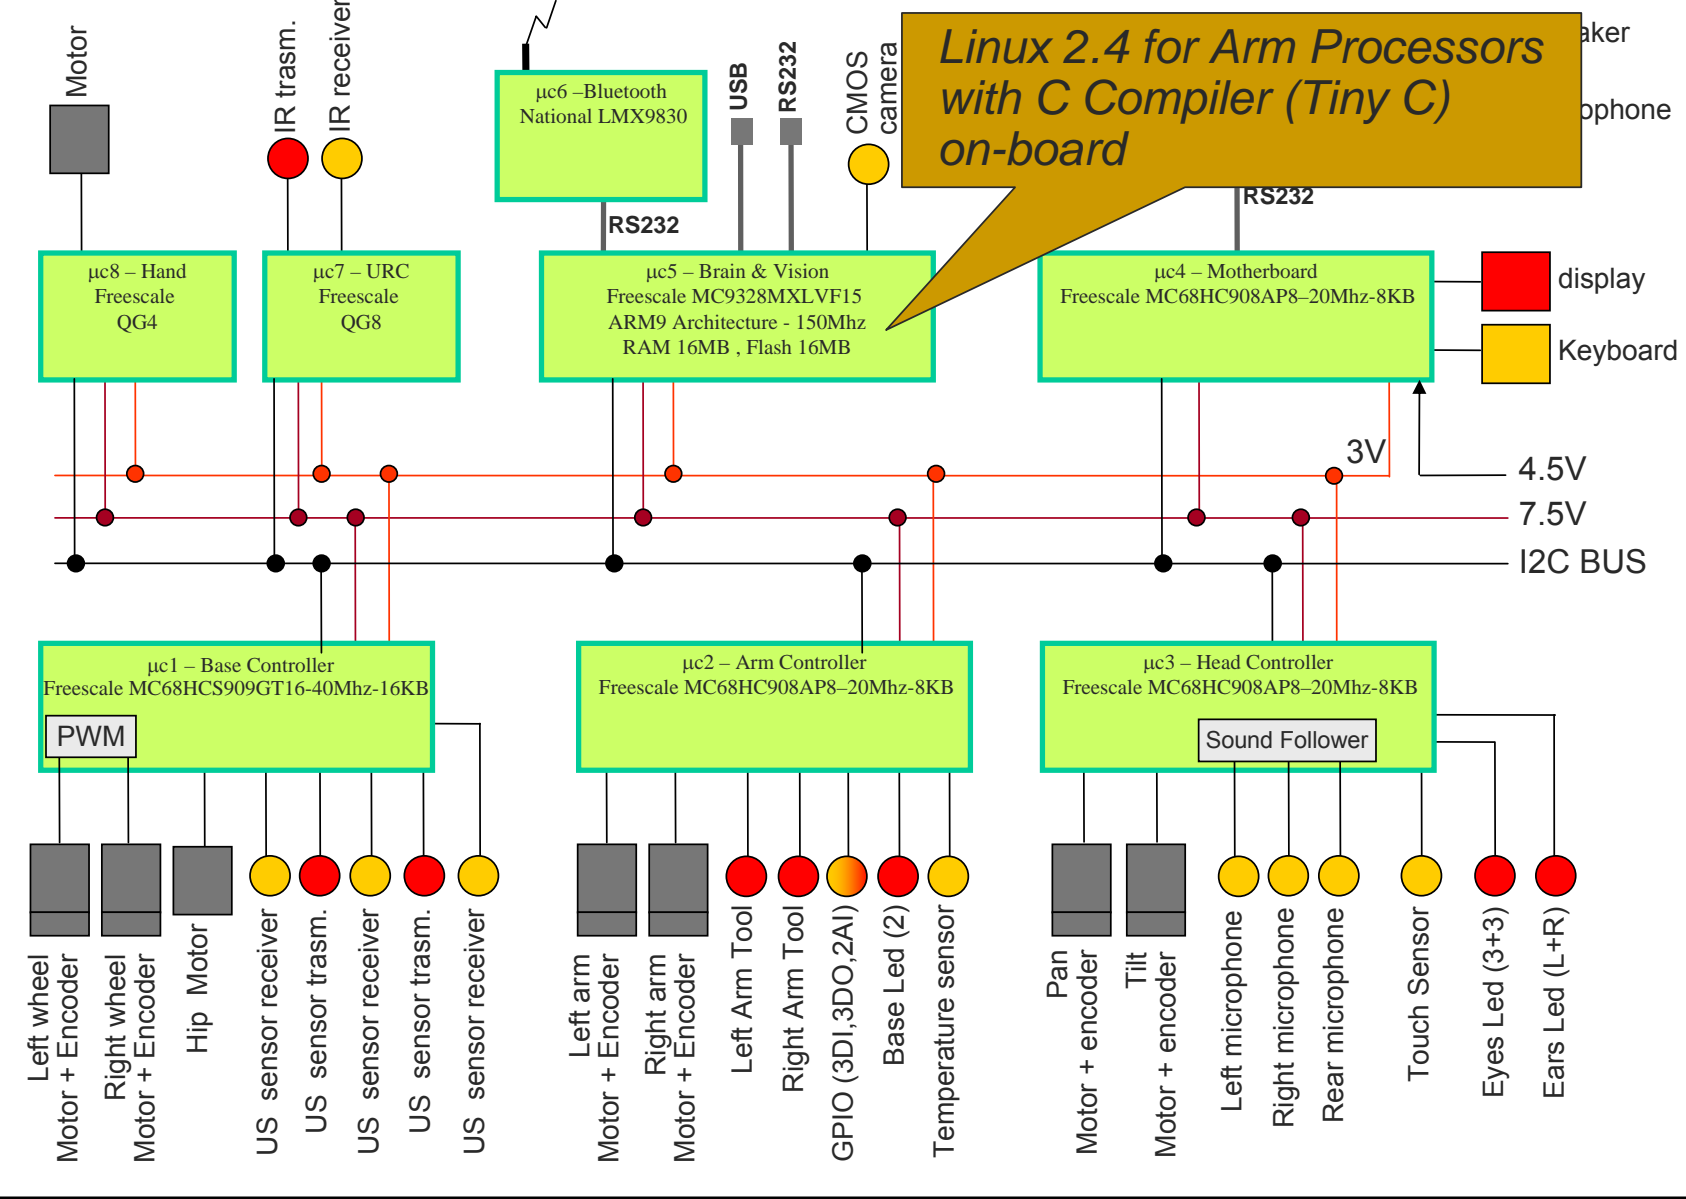 Motor
IR trasm.
IR receiver
µc6 –Bluetooth
National LMX9830
USB
RS232
CMOS
camera
Linux 2.4 for Arm Processors
with C Compiler (Tiny C)
on-board
RS232
RS232
µc8 – Hand
Freescale
QG4
µc7 – URC
Freescale
QG8
µc5 – Brain & Vision
Freescale MC9328MXLVF15
ARM9 Architecture - 150Mhz
RAM 16MB , Flash 16MB
µc4 – Motherboard
Freescale MC68HC908AP8–20Mhz-8KB
display
Keyboard
3V
4.5V
7.5V
I2C BUS
µc1 – Base Controller
Freescale MC68HCS909GT16-40Mhz-16KB
PWM
µc2 – Arm Controller
Freescale MC68HC908AP8–20Mhz-8KB
µc3 – Head Controller
Freescale MC68HC908AP8–20Mhz-8KB
Sound Follower
Left wheel
Motor + Encoder
Right wheel
Motor + Encoder
Hip Motor
US sensor receiver
US sensor trasm.
US sensor receiver
US sensor trasm.
US sensor receiver
Left arm
Motor + Encoder
Right arm
Motor + Encoder
Left Arm Tool
Right Arm Tool
GPIO (3DI,3DO,2AI)
Base Led (2)
Temperature sensor
Pan
Motor + encoder
Tilt
Motor + encoder
Left microphone
Right microphone
Rear microphone
Touch Sensor
Eyes Led (3+3)
Ears Led (L+R)